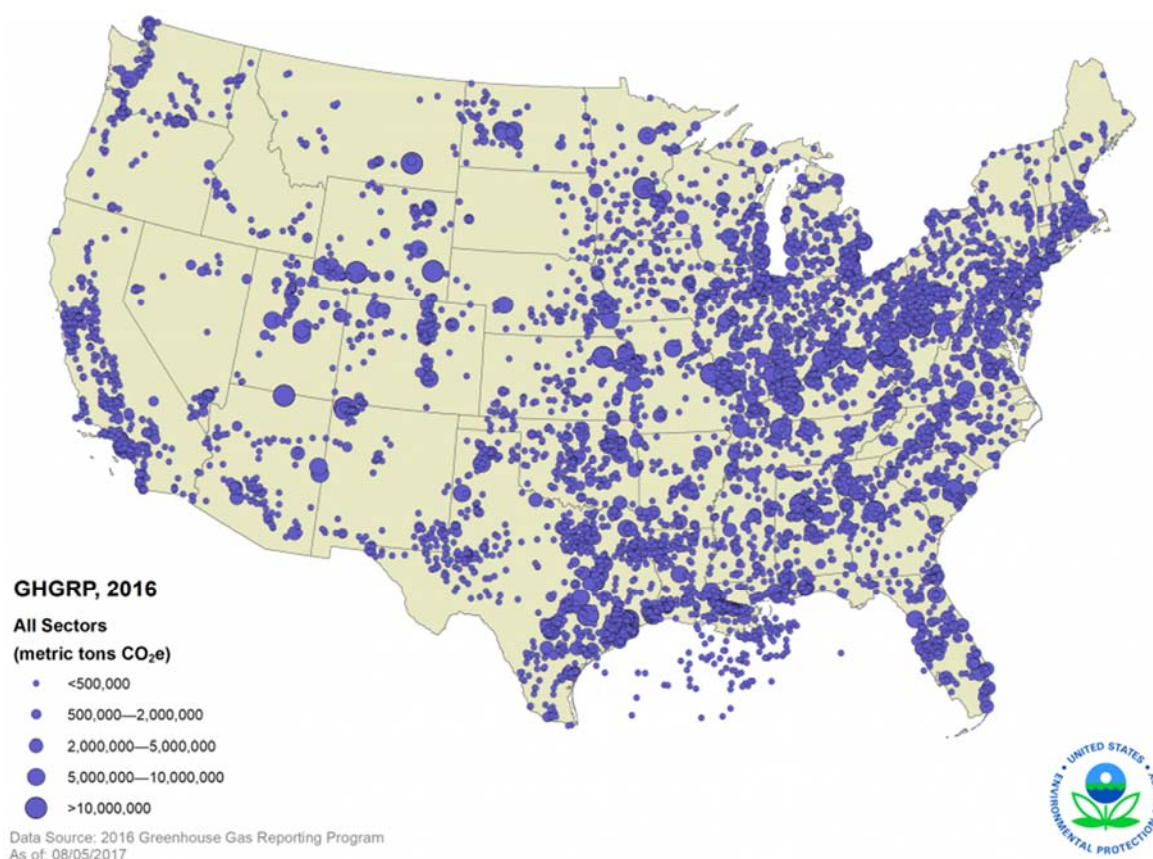 GHGRP, 2016
All Sectors
(metric tons CO₂e)
<500,000
500,000—2,000,000
2,000,000—5,000,000
5,000,000—10,000,000
>10,000,000
Data Source: 2016 Greenhouse Gas Reporting Program
As of: 08/05/2017
UNITED STATES
ENVIRONMENTAL PROTECTION